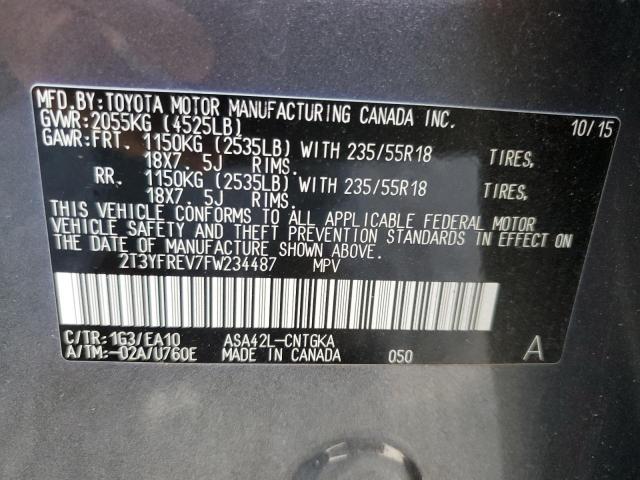 MFD.BY:TOYOTA MOTOR MANUFACTURING CANADA INC.
GVWR:2055KG (4525LB) 10/15
GAWR:FRT. 1150KG (2535LB) WITH 235/55R18 TIRES,
18X7. 5J RIMS.
RR. 1150KG (2535LB) WITH 235/55R18 TIRES,
18X7. 5J RIMS.
THIS VEHICLE CONFORMS TO ALL APPLICABLE FEDERAL MOTOR
VEHICLE SAFETY AND THEFT PREVENTION STANDARDS IN EFFECT ON
THE DATE OF MANUFACTURE SHOWN ABOVE.
2T3YFREV7FW234487 MPV
C/TR:1G3/EA10 ASA42L-CNTGKA
A/TM:-02A/U760E MADE IN CANADA 050 A